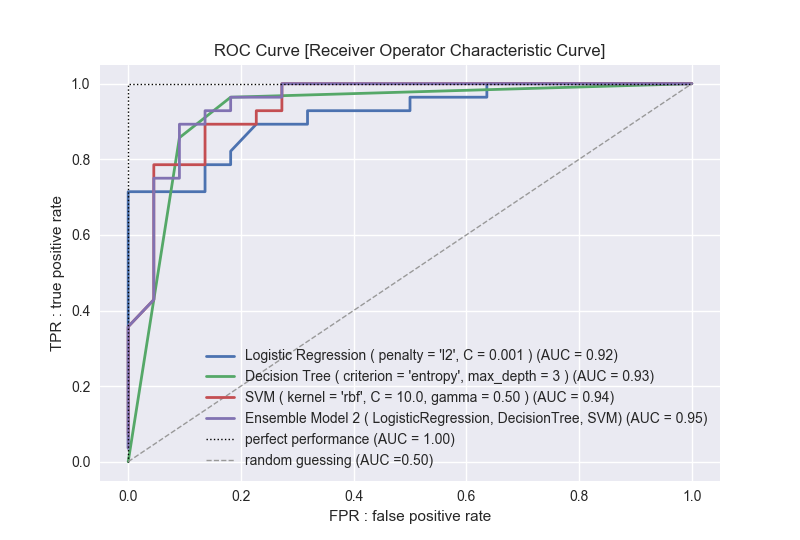 ROC Curve [Receiver Operator Characteristic Curve]
1.0
0.8
0.6
0.4
0.2
0.0
TPR : true positive rate
Logistic Regression ( penalty = 'l2', C = 0.001 ) (AUC = 0.92)
Decision Tree ( criterion = 'entropy', max_depth = 3 ) (AUC = 0.93)
SVM ( kernel = 'rbf', C = 10.0, gamma = 0.50 ) (AUC = 0.94)
Ensemble Model 2 ( LogisticRegression, DecisionTree, SVM) (AUC = 0.95)
perfect performance (AUC = 1.00)
random guessing (AUC =0.50)
0.0 0.2 0.4 0.6 0.8 1.0
FPR : false positive rate